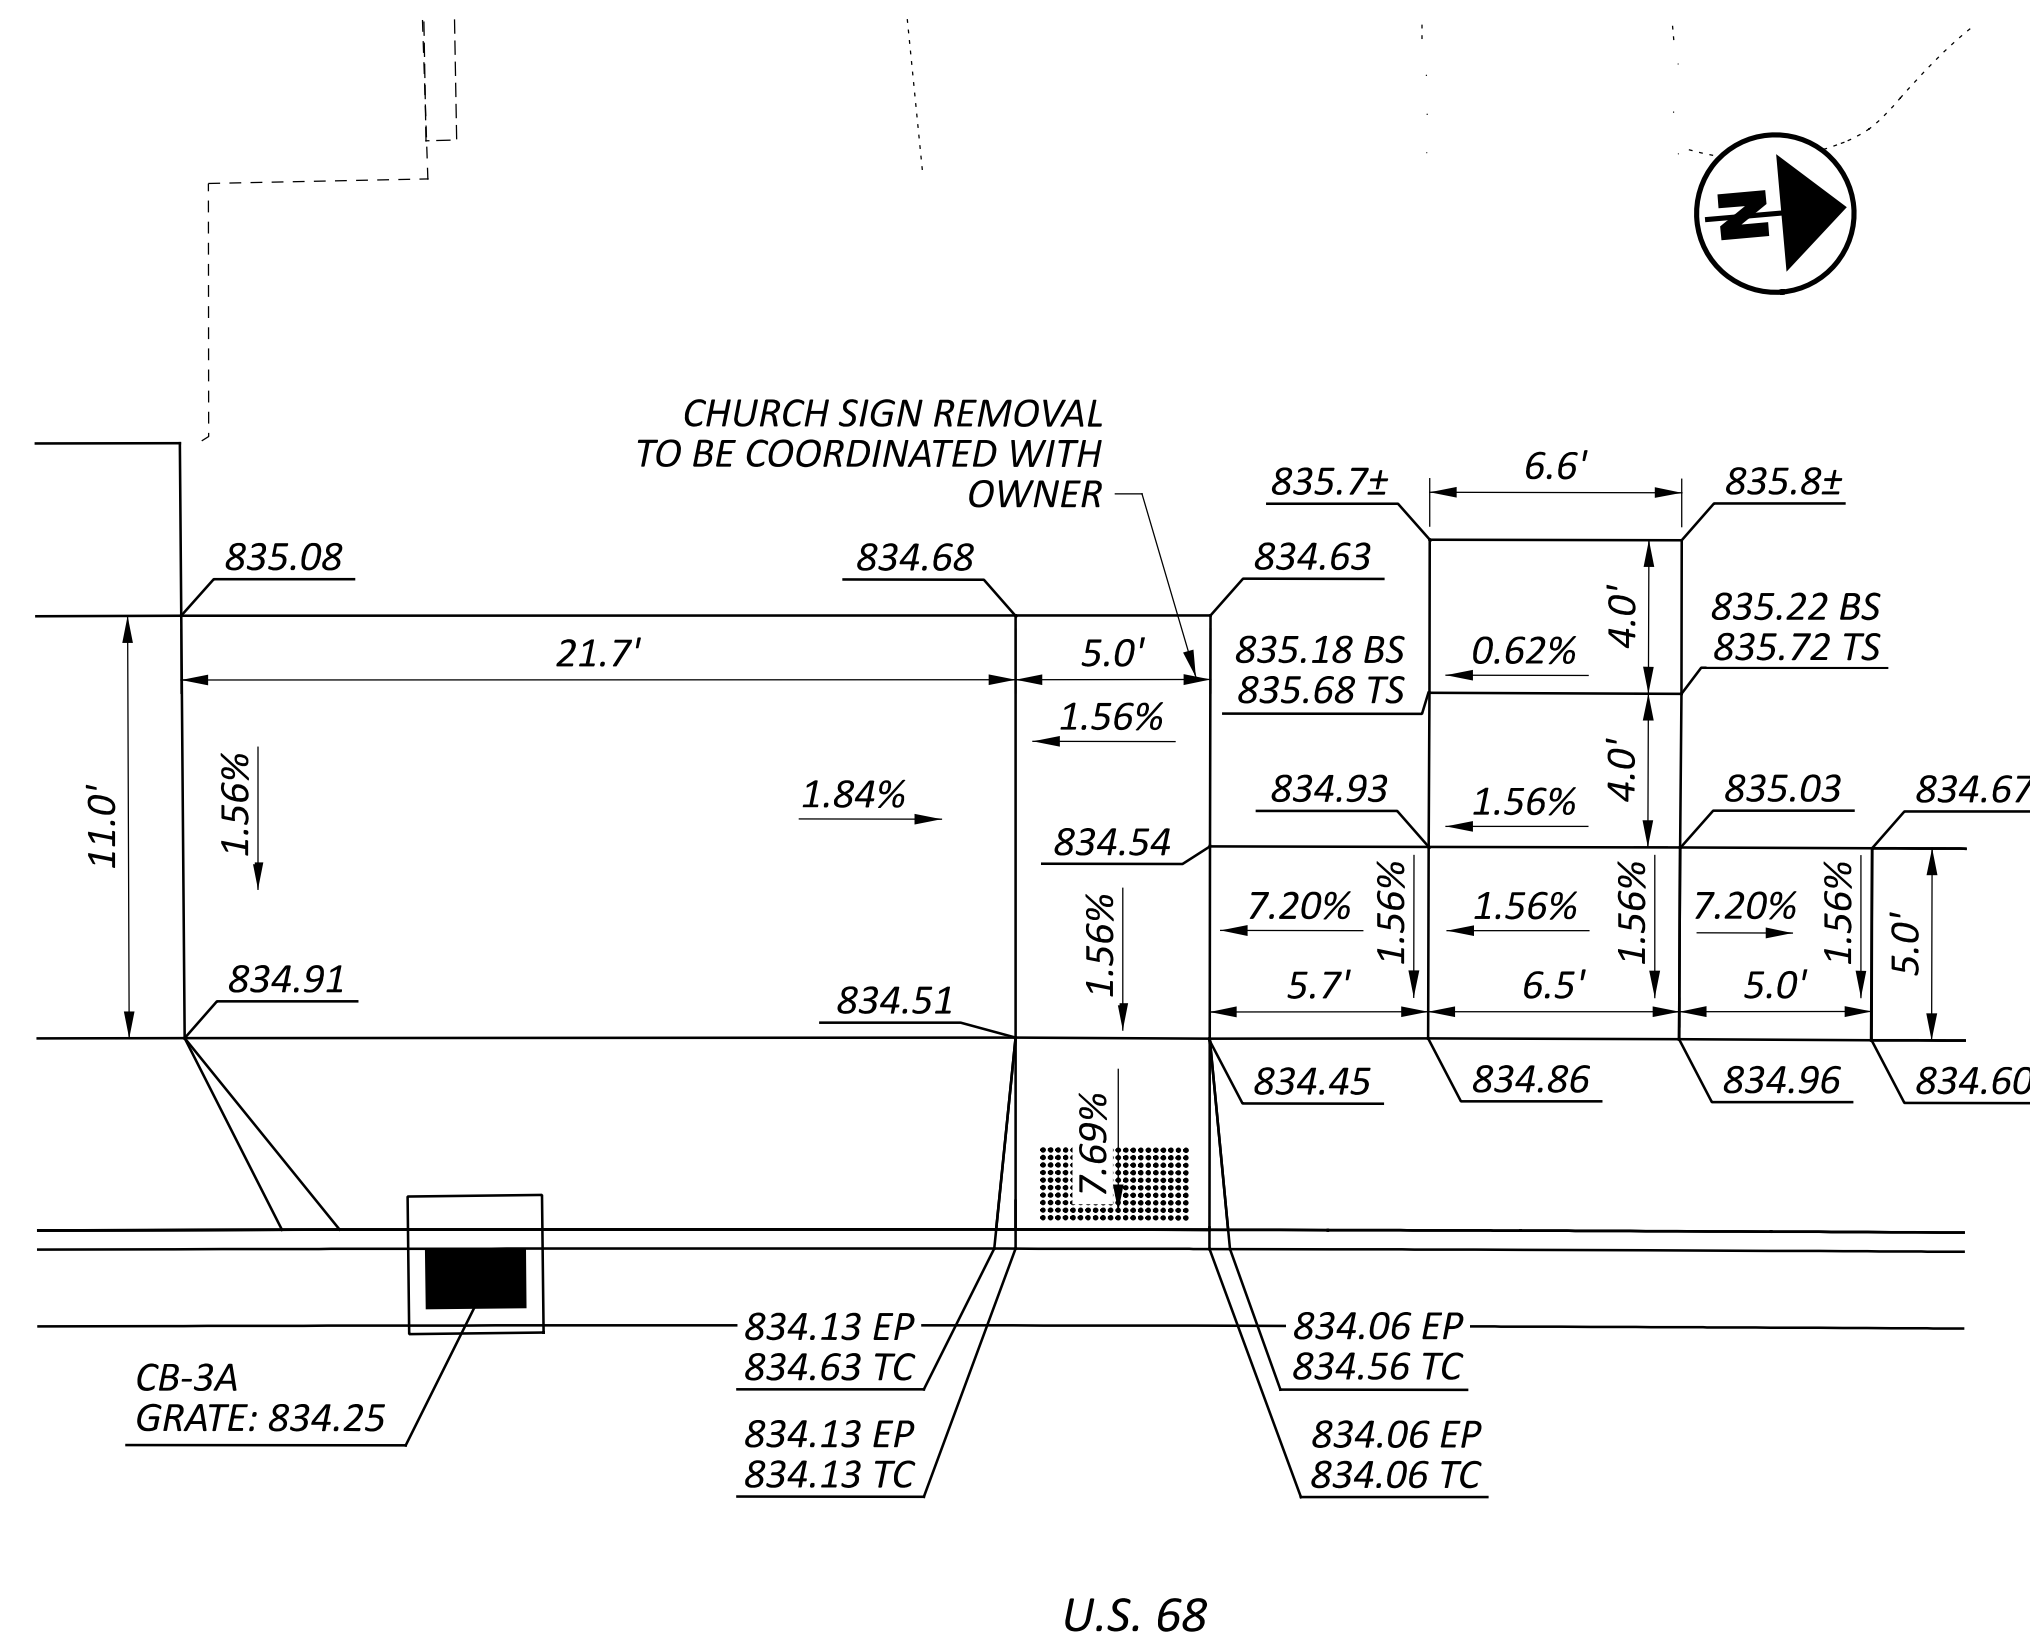 N
CHURCH SIGN REMOVAL
TO BE COORDINATED WITH
OWNER
6.6'
835.7±
835.8±
835.08
834.68
834.63
4.0'
835.22 BS
835.72 TS
21.7'
5.0'
835.18 BS
835.68 TS
0.62%
1.56%
4.0'
11.0'
1.56%
1.84%
834.93
1.56%
835.03
834.67
834.54
1.56%
7.20%
1.56%
1.56%
1.56%
7.20%
1.56%
5.0'
5.7'
6.5'
5.0'
834.91
834.51
834.45
834.86
834.96
834.60
7.69%
834.13 EP
834.63 TC
834.06 EP
834.56 TC
CB-3A
GRATE: 834.25
834.13 EP
834.13 TC
834.06 EP
834.06 TC
U.S. 68